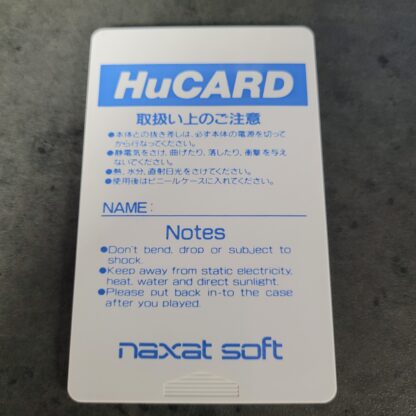 HuCARD
取扱い上のご注意
●本体との抜き差しは、必ず本体の電源を切って
から行なってください。
●静電気をさけ、曲げたり、落したり、衝撃を与え
ないでください。
●熱、水分、直射日光をさけてください。
●使用後はビニールケースに入れてください。
NAME:
Notes
●Don't bend, drop or subject to
shock.
●Keep away from static electricity,
heat, water and direct sunlight.
●Please put back in-to the case
after you played.
naxat soft